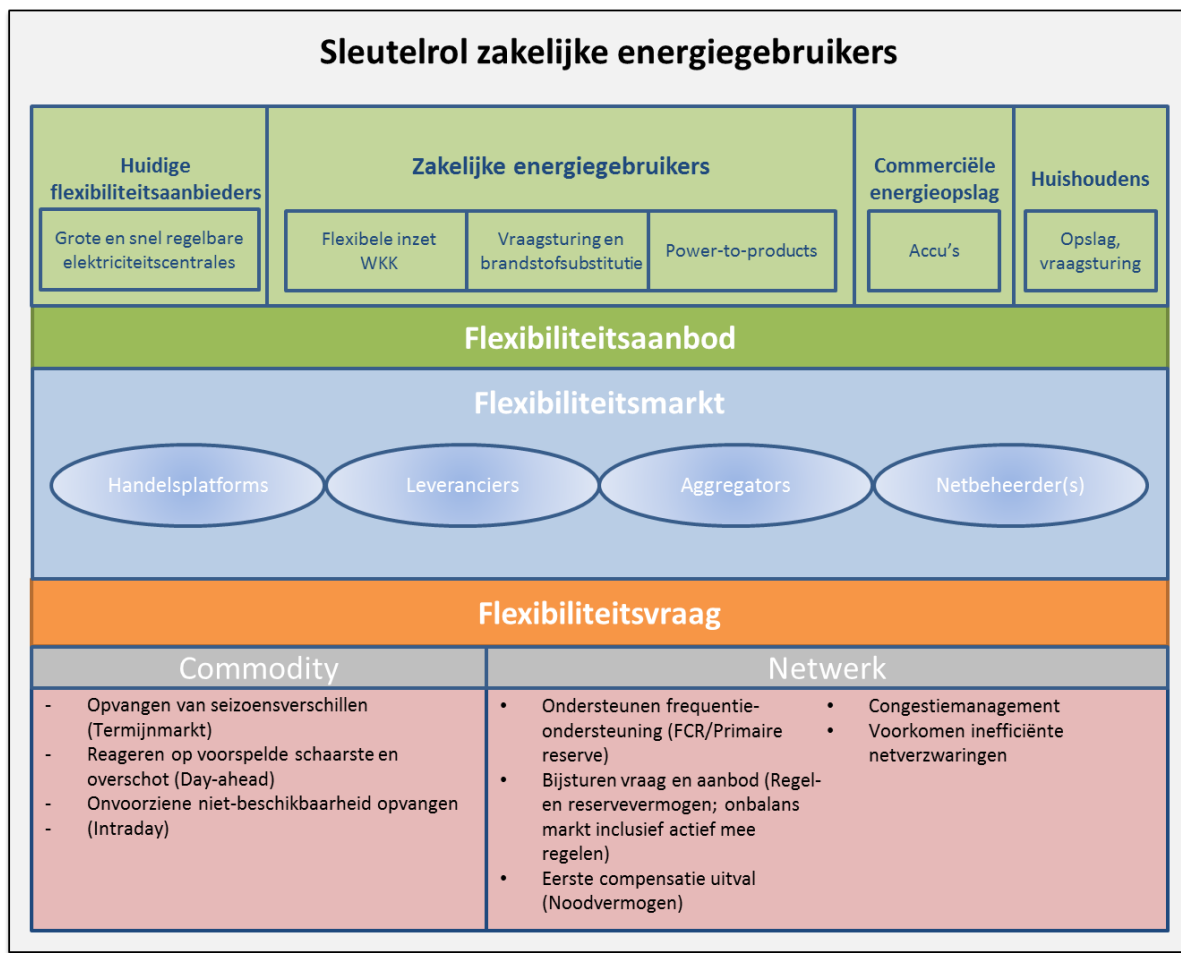 Sleutelrol zakelijke energiegebruikers
Huidige
flexibiliteitsaanbieders
Grote en snel regelbare
elektriciteitscentrales
Zakelijke energiegebruikers
Flexibele inzet
WKK
Vraagsturing en
brandstofsubstitutie
Power-to-products
Commerciële
energieopslag
Accu's
Huishoudens
Opslag,
vraagsturing
Flexibiliteitsaanbod
Flexibiliteitsmarkt
Handelsplatforms
Leveranciers
Aggregators
Netbeheerder(s)
Flexibiliteitsvraag
Commodity
- Opvangen van seizoensverschillen
(Termijnmarkt)
- Reageren op voorspelde schaarste en
overschot (Day-ahead)
- Onvoorziene niet-beschikbaarheid opvangen
- (Intraday)
Netwerk
• Ondersteunen frequentie-
ondersteuning (FCR/Primaire
reserve)
• Bijsturen vraag en aanbod (Regel-
en reservevermogen; onbalans
markt inclusief actief mee
regelen)
• Eerste compensatie uitval
(Noodvermogen)
• Congestiemanagement
• Voorkomen inefficiënte
netverzwaringen